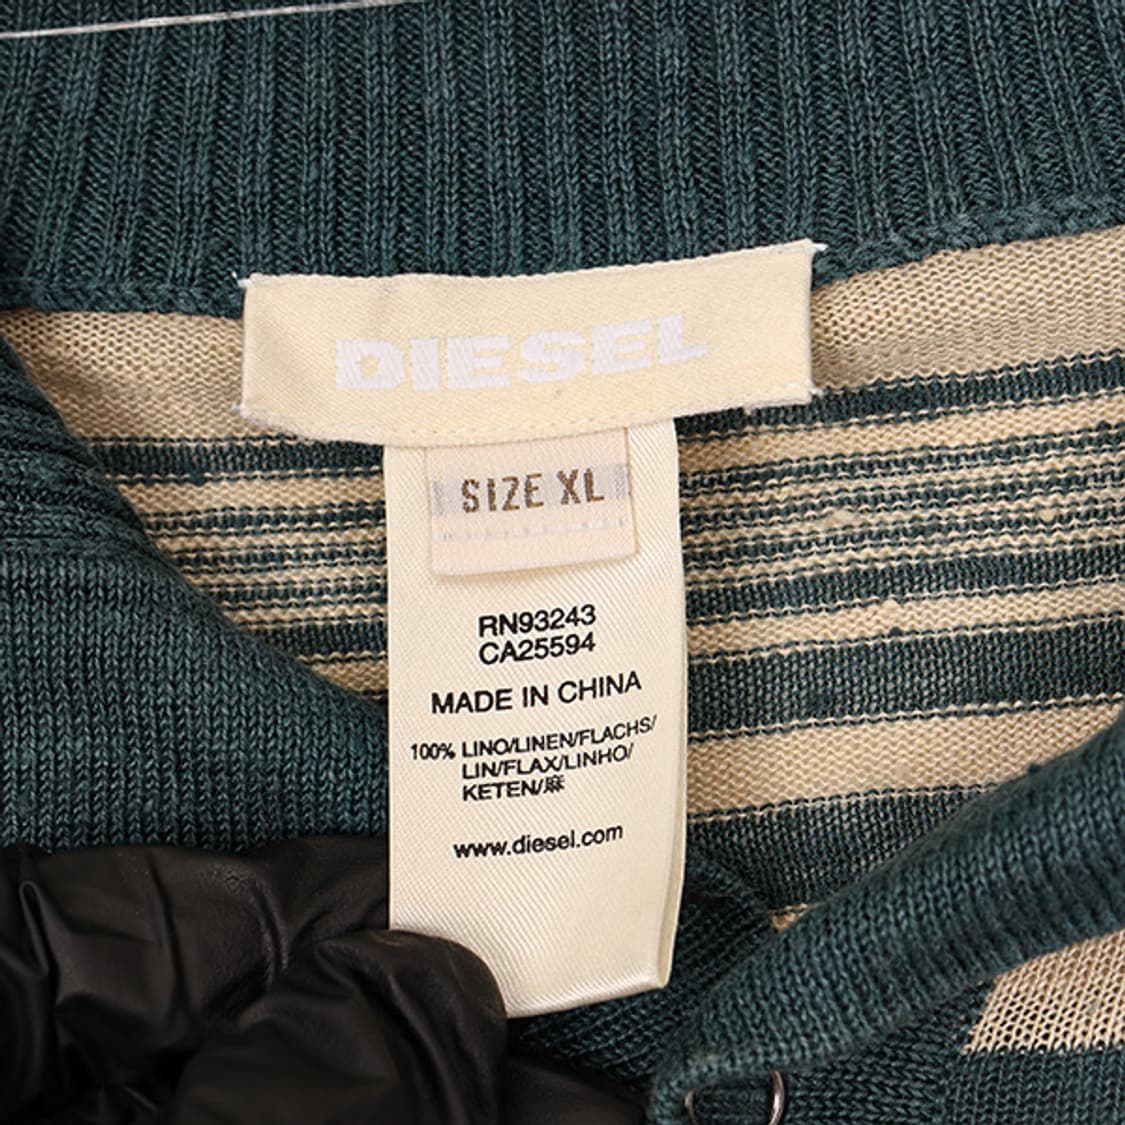 DIESEL
SIZE XL
RN93243
CA25594
MADE IN CHINA
100% LINO/LINEN/FLACHS/
LIN/FLAX/LINHO/
KETEN/麻
www.diesel.com